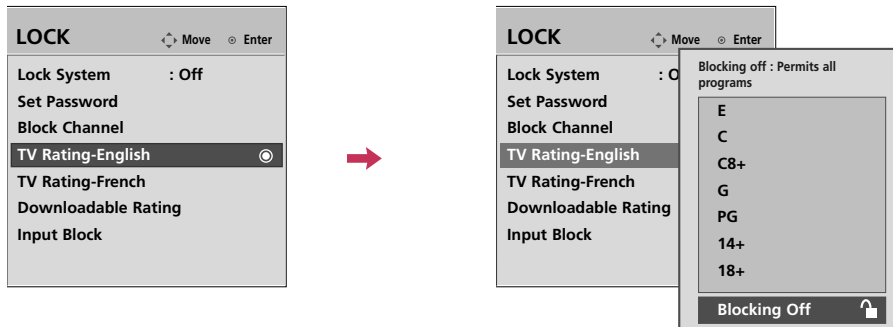 LOCK Move Enter
Lock System : Off
Set Password
Block Channel
TV Rating-English
TV Rating-French
Downloadable Rating
Input Block
LOCK Move Enter
Lock System : O
Set Password
Block Channel
TV Rating-English
TV Rating-French
Downloadable Rating
Input Block
Blocking off : Permits all
programs
E
C
C8+
G
PG
14+
18+
Blocking Off